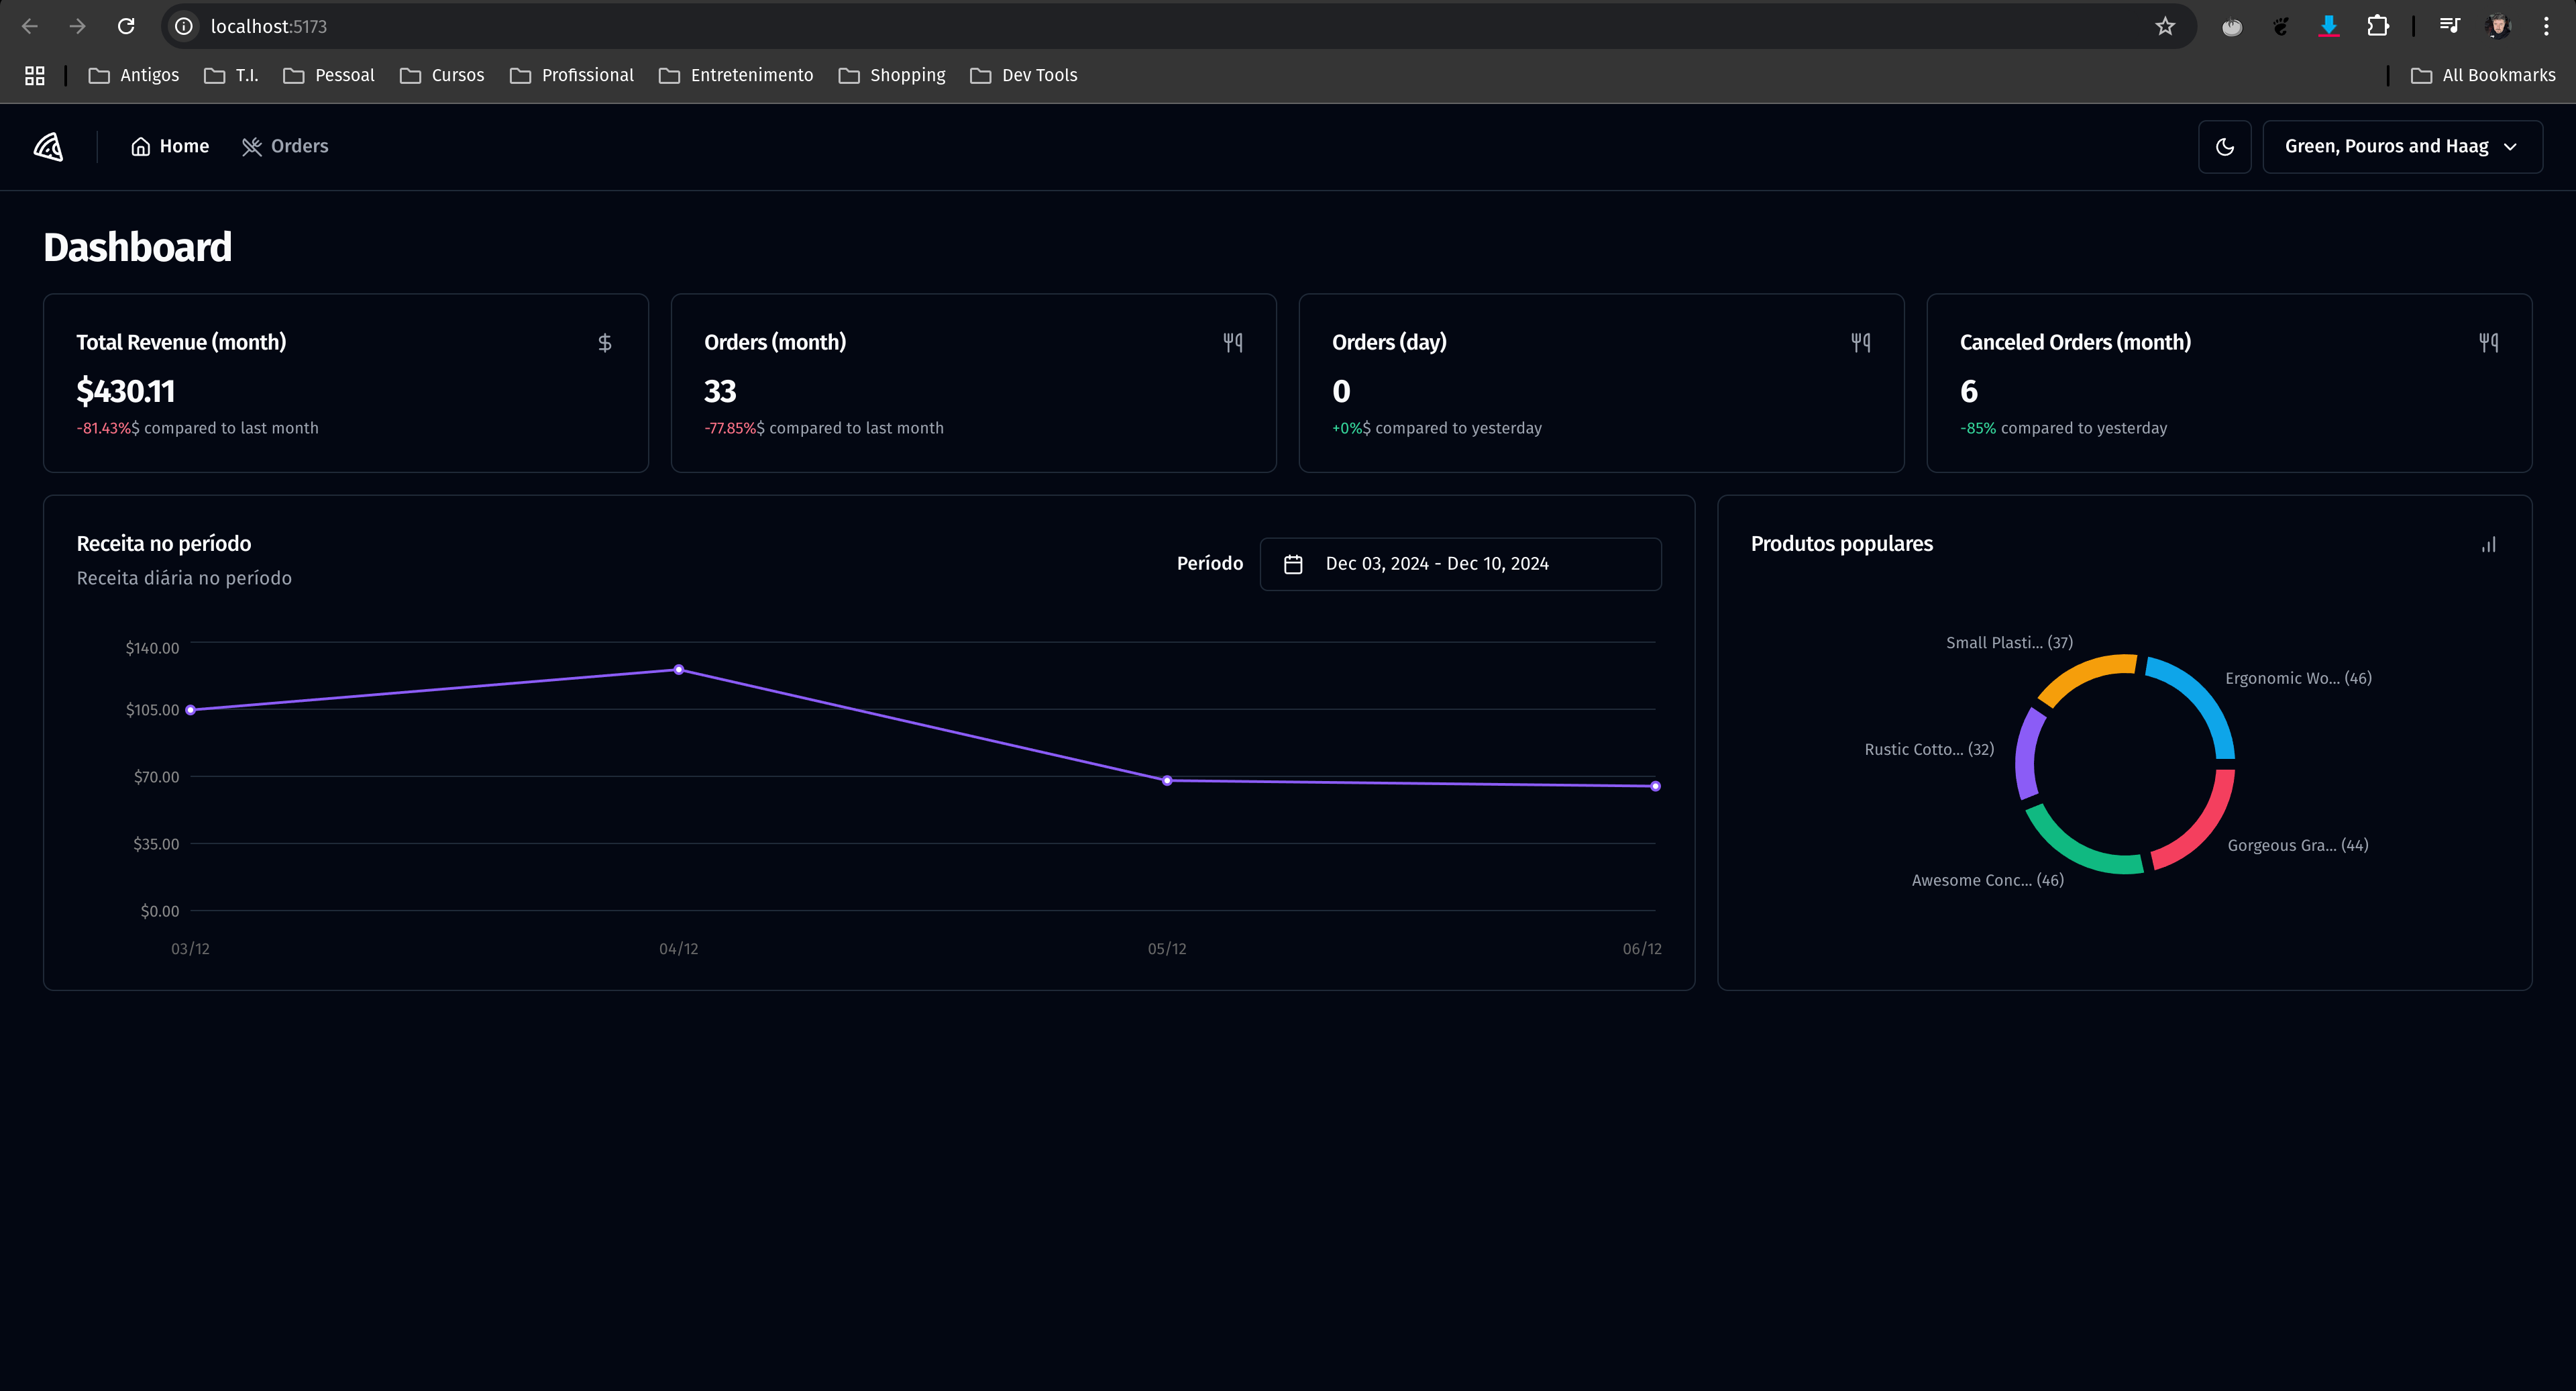 localhost:5173
Antigos T.I. Pessoal Cursos Profissional Entretenimento Shopping Dev Tools All Bookmarks
Home Orders Green, Pouros and Haag
Dashboard
Total Revenue (month)
$430.11
-81.43%$ compared to last month
Orders (month)
33
-77.85%$ compared to last month
Orders (day)
0
+0%$ compared to yesterday
Canceled Orders (month)
6
-85% compared to yesterday
Receita no período
Receita diária no período
Período Dec 03, 2024 - Dec 10, 2024
$140.00
$105.00
$70.00
$35.00
$0.00
03/12 04/12 05/12 06/12
Produtos populares
Small Plasti... (37)
Ergonomic Wo... (46)
Rustic Cotto... (32)
Gorgeous Gra... (44)
Awesome Conc... (46)